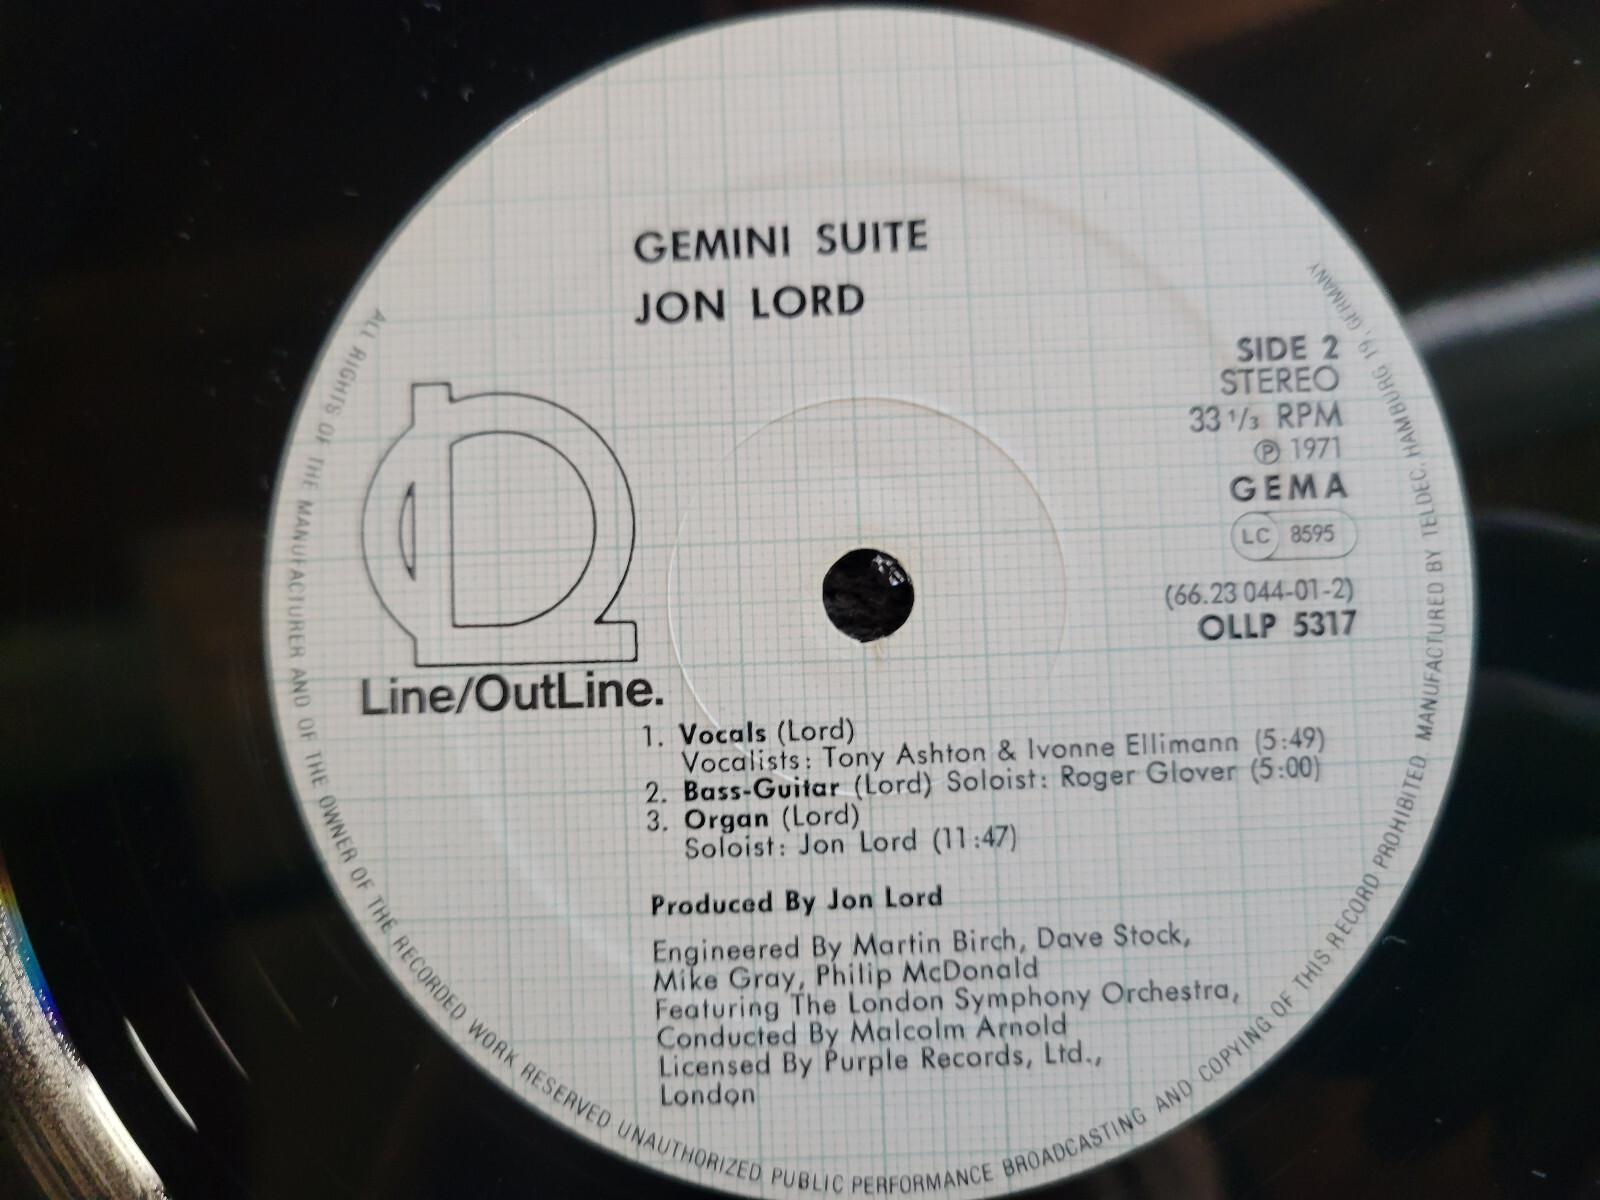 GEMINI SUITE
JON LORD
SIDE 2
STEREO
33 1/3 RPM
Ⓟ 1971
GEMA
LC 8595
(66.23 044-01-2)
OLLP 5317
Line/OutLine.
1. Vocals (Lord)
Vocalists: Tony Ashton & Ivonne Ellimann (5:49)
2. Bass-Guitar (Lord) Soloist: Roger Glover (5:00)
3. Organ (Lord)
Soloist: Jon Lord (11:47)
Produced By Jon Lord
Engineered By Martin Birch, Dave Stock,
Mike Gray, Philip McDonald
Featuring The London Symphony Orchestra,
Conducted By Malcolm Arnold
Licensed By Purple Records, Ltd.,
London
ALL RIGHTS OF THE MANUFACTURER AND OF THE OWNER OF THE RECORDED WORK RESERVED UNAUTHORIZED PUBLIC PERFORMANCE BROADCASTING AND COPYING OF THIS RECORD PROHIBITED MANUFACTURED BY TELDEC, HAMBURG 19, GERMANY